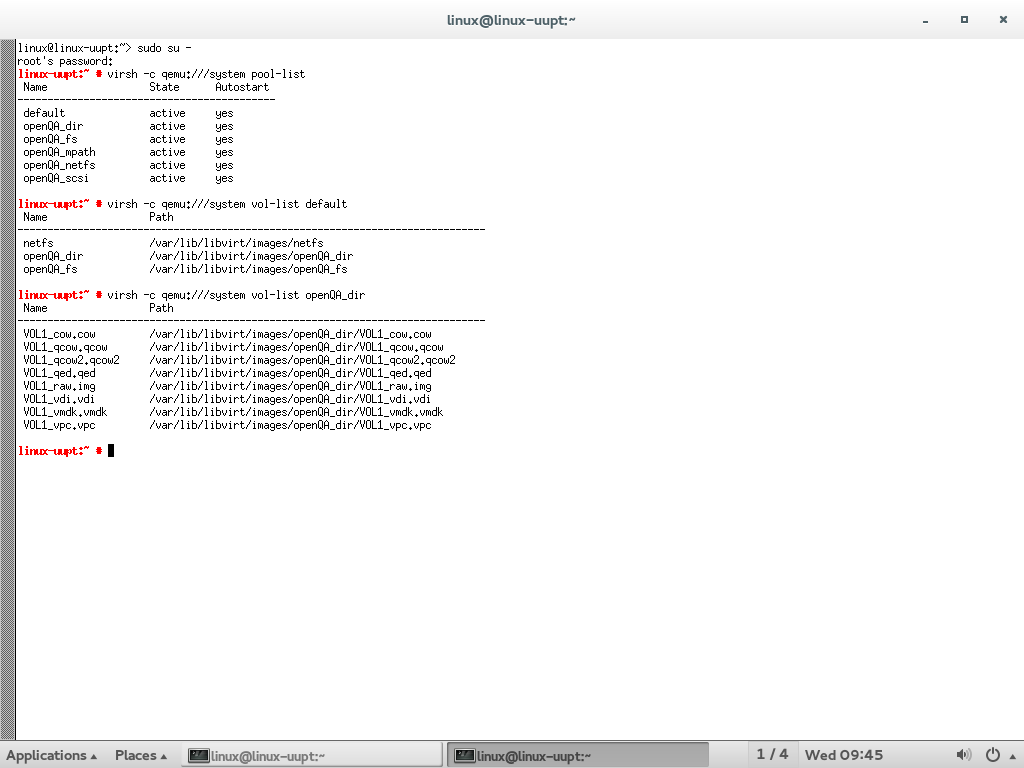 linux@linux-uupt:~
linux@linux-uupt:~> sudo su -
root's password:
linux-uupt:~ # virsh -c qemu:///system pool-list
Name State Autostart
-------------------------------------------
default active yes
openQA_dir active yes
openQA_fs active yes
openQA_mpath active yes
openQA_netfs active yes
openQA_scsi active yes
linux-uupt:~ # virsh -c qemu:///system vol-list default
Name Path
------------------------------------------------------------------------------
netfs /var/lib/libvirt/images/netfs
openQA_dir /var/lib/libvirt/images/openQA_dir
openQA_fs /var/lib/libvirt/images/openQA_fs
linux-uupt:~ # virsh -c qemu:///system vol-list openQA_dir
Name Path
------------------------------------------------------------------------------
VOL1_cow.cow /var/lib/libvirt/images/openQA_dir/VOL1_cow.cow
VOL1_qcow.qcow /var/lib/libvirt/images/openQA_dir/VOL1_qcow.qcow
VOL1_qcow2.qcow2 /var/lib/libvirt/images/openQA_dir/VOL1_qcow2.qcow2
VOL1_qed.qed /var/lib/libvirt/images/openQA_dir/VOL1_qed.qed
VOL1_raw.img /var/lib/libvirt/images/openQA_dir/VOL1_raw.img
VOL1_vdi.vdi /var/lib/libvirt/images/openQA_dir/VOL1_vdi.vdi
VOL1_vmdk.vmdk /var/lib/libvirt/images/openQA_dir/VOL1_vmdk.vmdk
VOL1_vpc.vpc /var/lib/libvirt/images/openQA_dir/VOL1_vpc.vpc
linux-uupt:~ #
Applications Places linux@linux-uupt:~ linux@linux-uupt:~ 1 / 4 Wed 09:45